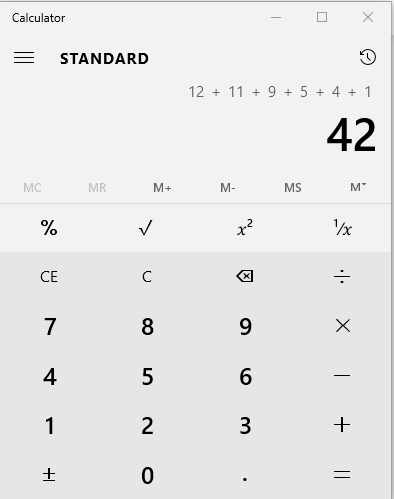 Calculator
STANDARD
12 + 11 + 9 + 5 + 4 + 1
42
MC MR M+ M- MS M˅
% √ x² ¹/x
CE C ⌫ ÷
7 8 9 ×
4 5 6 −
1 2 3 +
± 0 . =